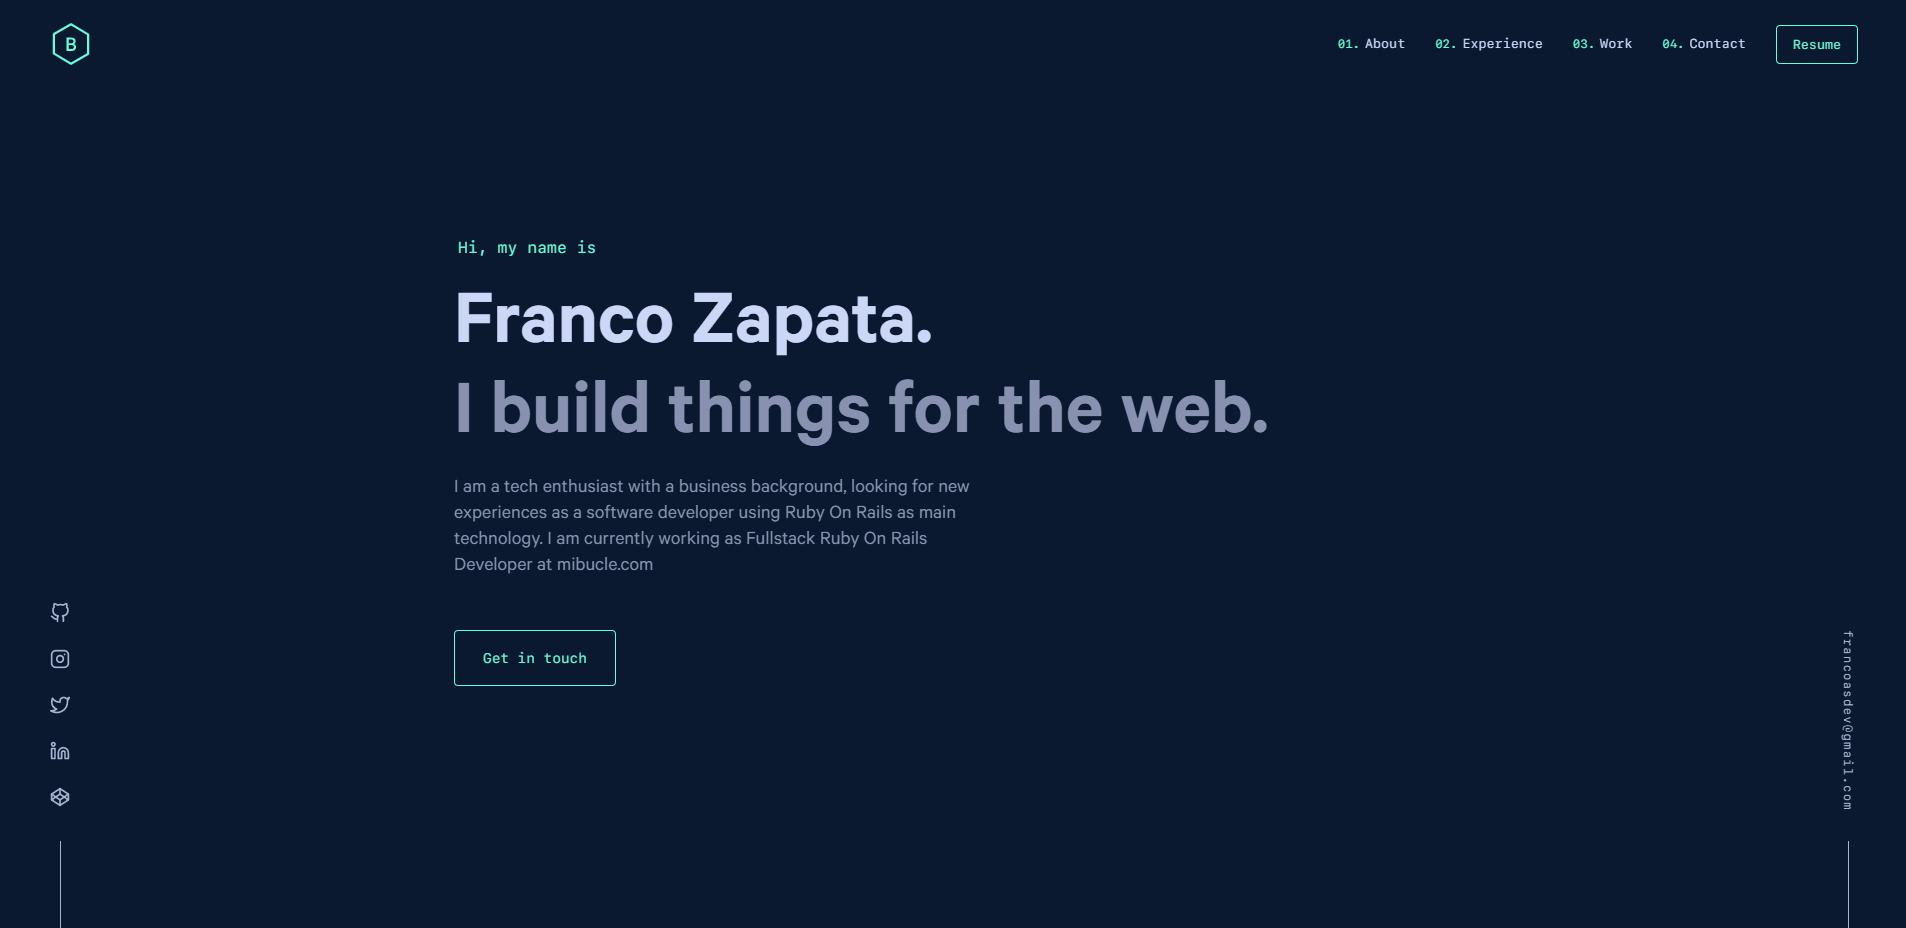 B
01. About 02. Experience 03. Work 04. Contact Resume
Hi, my name is
Franco Zapata.
I build things for the web.
I am a tech enthusiast with a business background, looking for new
experiences as a software developer using Ruby On Rails as main
technology. I am currently working as Fullstack Ruby On Rails
Developer at mibucle.com
Get in touch
francoasdev@gmail.com